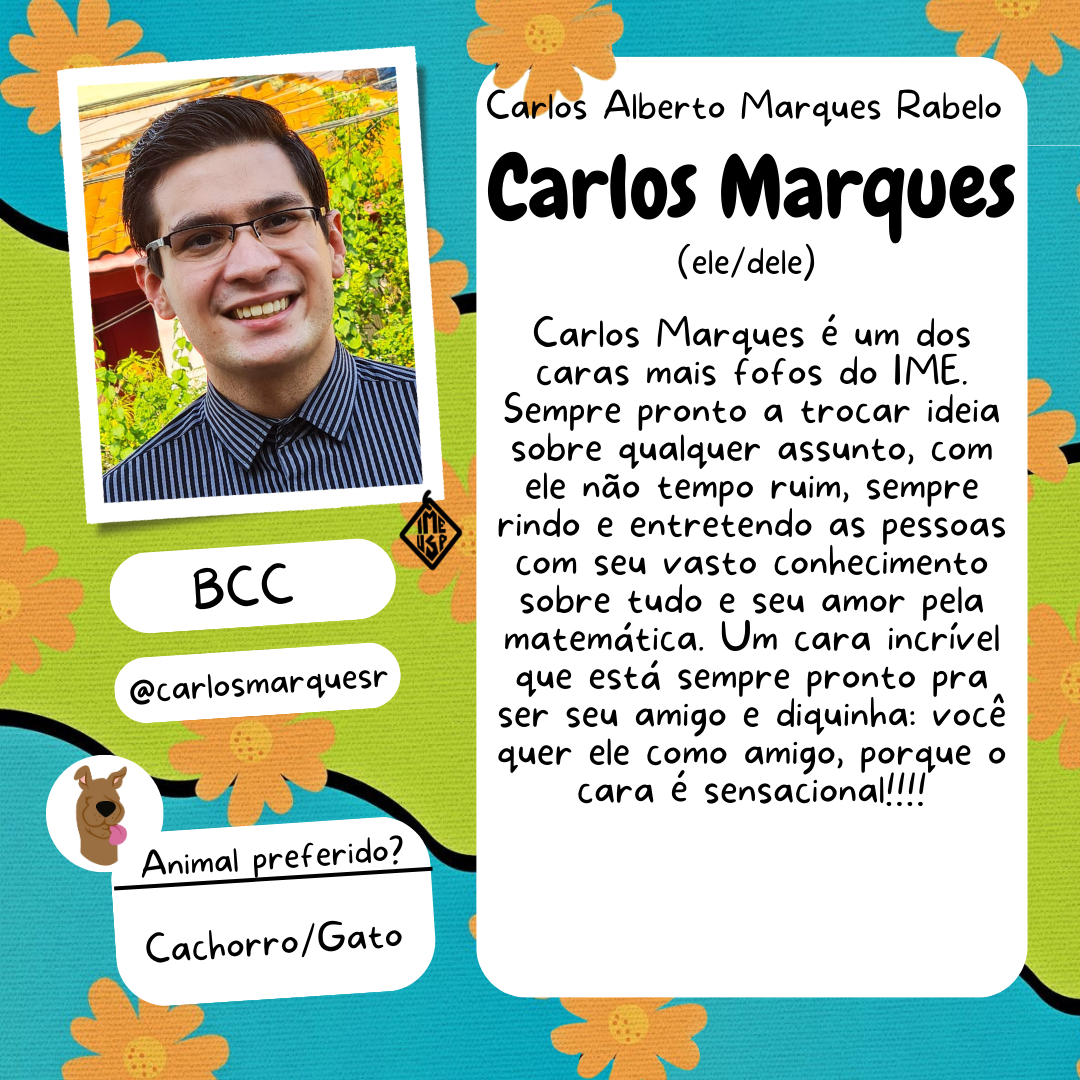 Carlos Alberto Marques Rabelo
Carlos Marques
(ele/dele)
Carlos Marques é um dos
caras mais fofos do IME.
Sempre pronto a trocar ideia
sobre qualquer assunto, com
ele não tempo ruim, sempre
rindo e entretendo as pessoas
com seu vasto conhecimento
sobre tudo e seu amor pela
matemática. Um cara incrível
que está sempre pronto pra
ser seu amigo e diquinha: você
quer ele como amigo, porque o
cara é sensacional!!!!
IME
USP
BCC
@carlosmarquesr
Animal preferido?
Cachorro/Gato